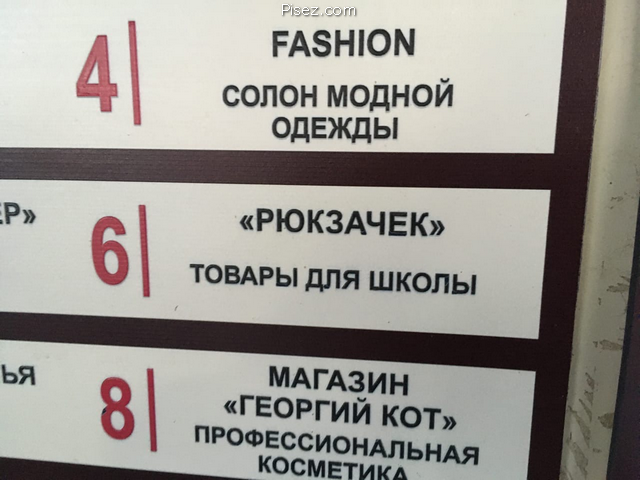 Pisez.com
4
FASHION
СОЛОН МОДНОЙ
ОДЕЖДЫ
ЕР»
6
«РЮКЗАЧЕК»
ТОВАРЫ ДЛЯ ШКОЛЫ
ЬЯ
8
МАГАЗИН
«ГЕОРГИЙ КОТ»
ПРОФЕССИОНАЛЬНАЯ
КОСМЕТИКА